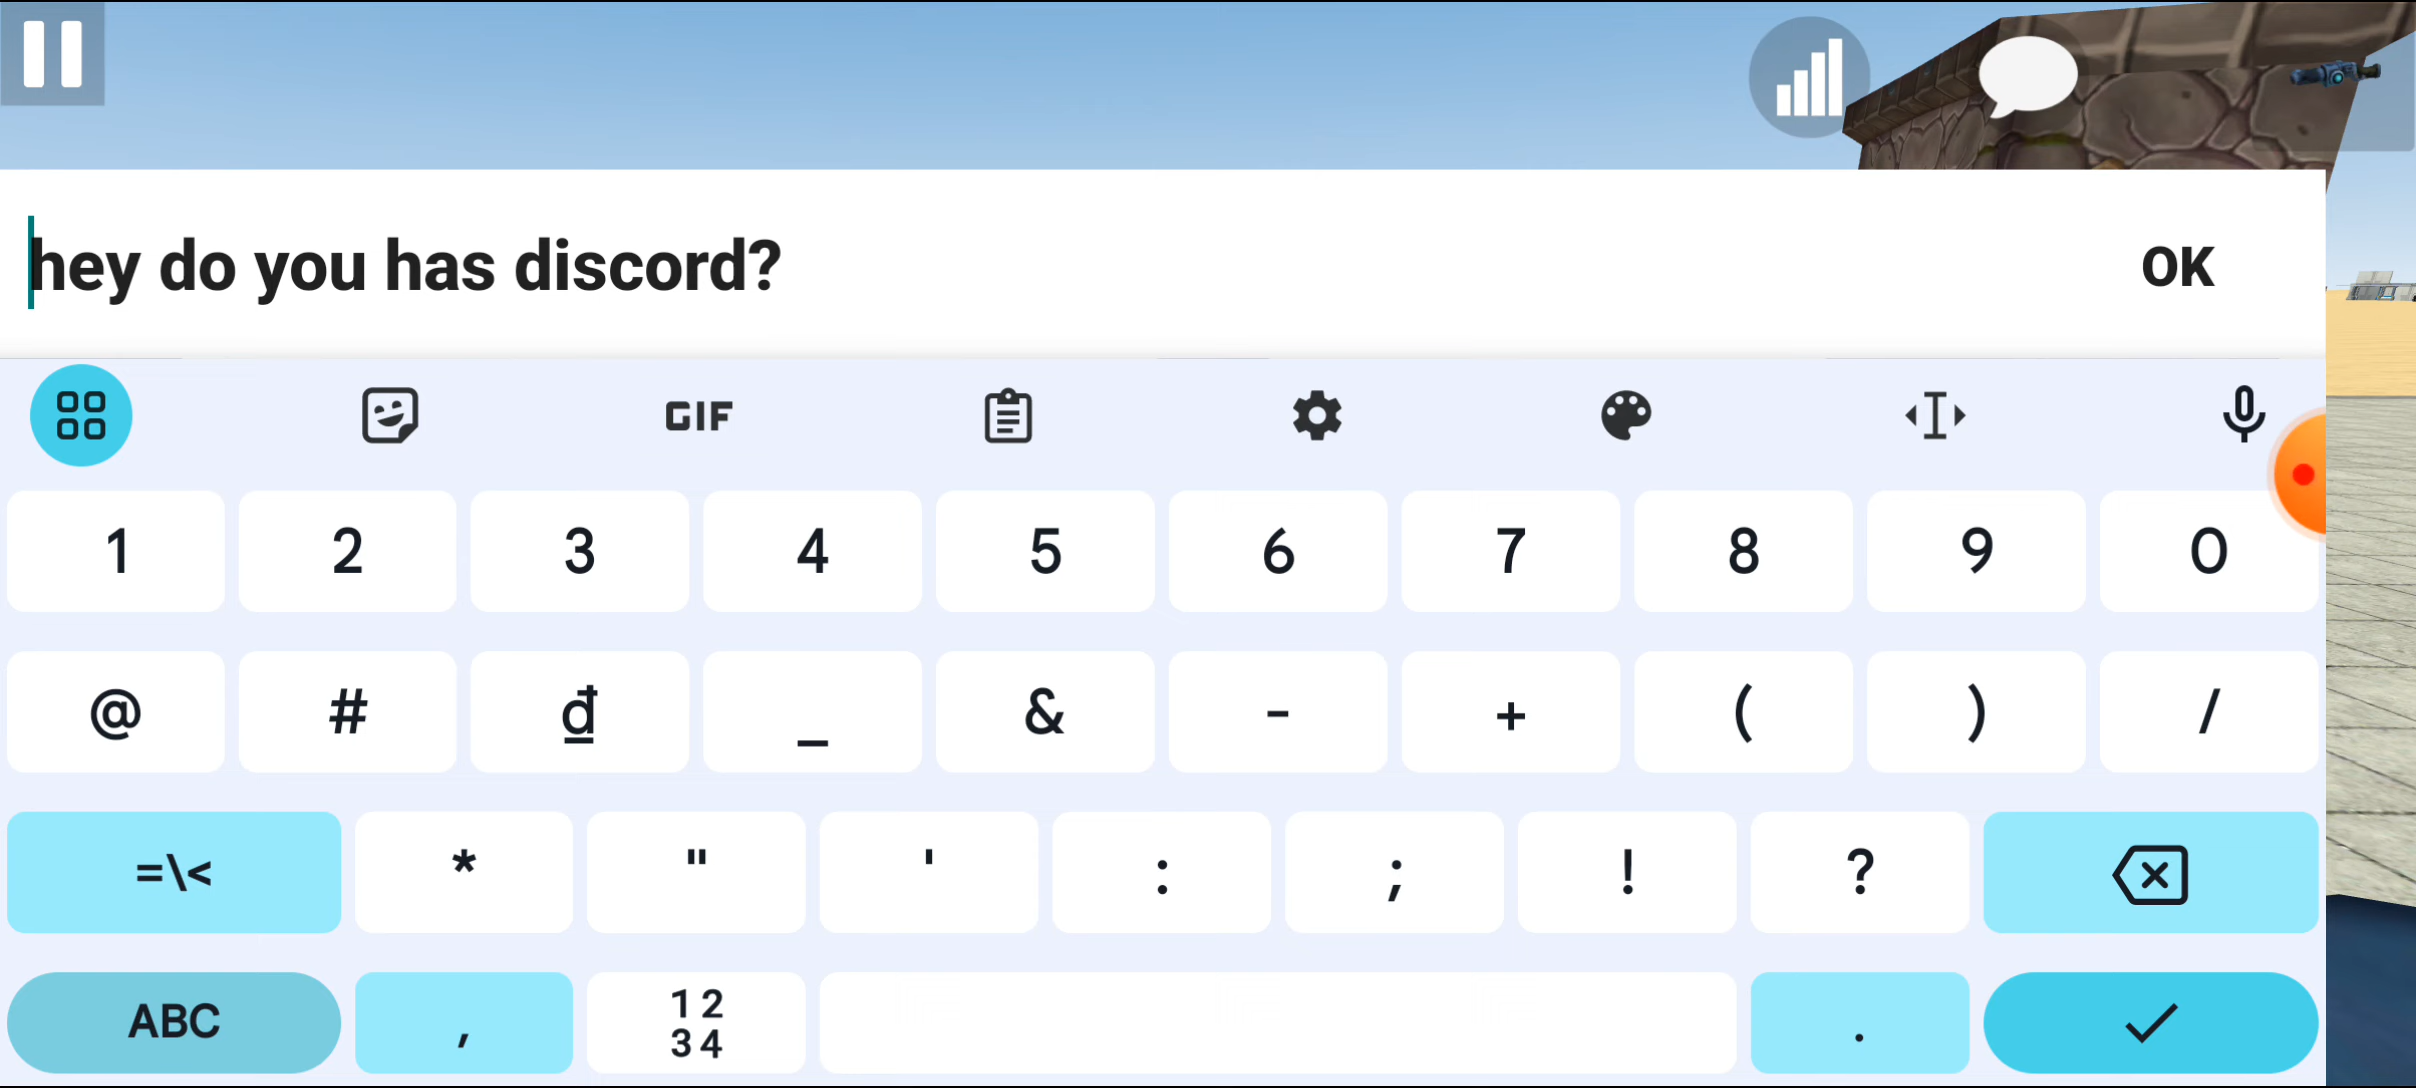 hey do you has discord?
OK
GIF
1 2 3 4 5 6 7 8 9 0
@ # ₫ _ & - + ( ) /
=\< * " ' : ; ! ?
ABC , 1 2 .
3 4